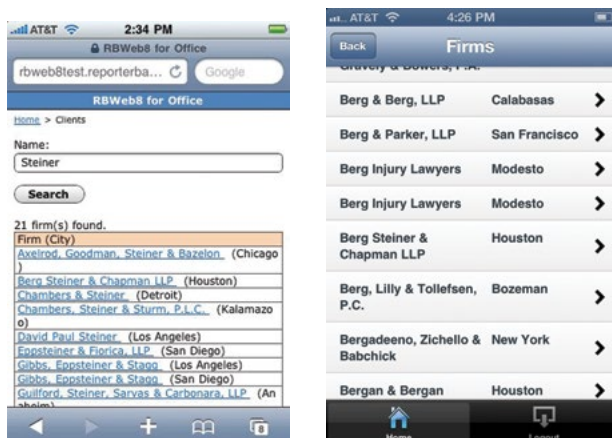 AT&T 2:34 PM
RBWeb8 for Office
rbweb8test.reporterba... Google
RBWeb8 for Office
Home > Clients
Name:
Steiner
Search
21 firm(s) found.
Firm (City)
Axelrod, Goodman, Steiner & Bazelon (Chicago
)
Berg Steiner & Chapman LLP (Houston)
Chambers & Steiner (Detroit)
Chambers, Steiner & Sturm, P.L.C. (Kalamazo
o)
David Paul Steiner (Los Angeles)
Eppsteiner & Fiorica, LLP (San Diego)
Gibbs, Eppsteiner & Stagg (Los Angeles)
Gibbs, Eppsteiner & Stagg (San Diego)
Guilford, Steiner, Sarvas & Carbonara, LLP (An
aheim)
8
AT&T 4:26 PM
Back Firms
Gravely & Bowers, P.A.
Berg & Berg, LLP Calabasas
Berg & Parker, LLP San Francisco
Berg Injury Lawyers Modesto
Berg Injury Lawyers Modesto
Berg Steiner & Houston
Chapman LLP
Berg, Lilly & Tollefsen, Bozeman
P.C.
Bergadeeno, Zichello & New York
Babchick
Bergan & Bergan Houston
Home Logout